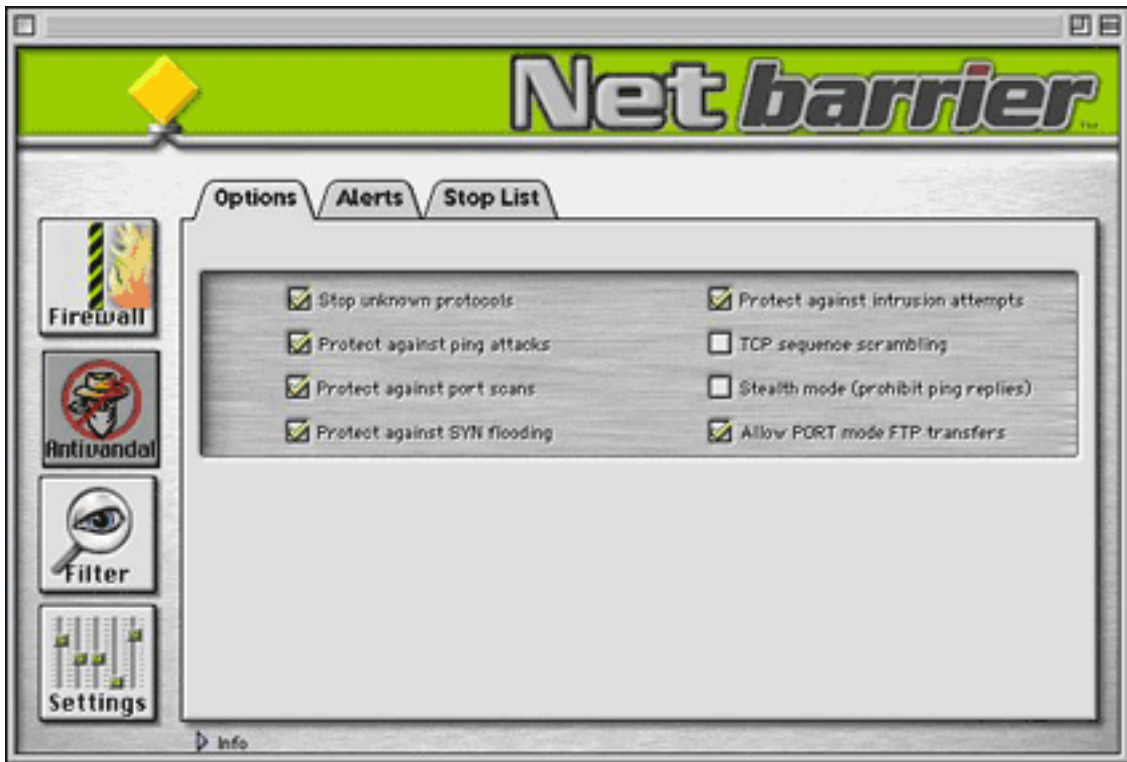 Net barrier™
Options Alerts Stop List
Firewall
Antivandal
Filter
Settings
Stop unknown protocols
Protect against ping attacks
Protect against port scans
Protect against SYN flooding
Protect against intrusion attempts
TCP sequence scrambling
Stealth mode (prohibit ping replies)
Allow PORT mode FTP transfers
Info